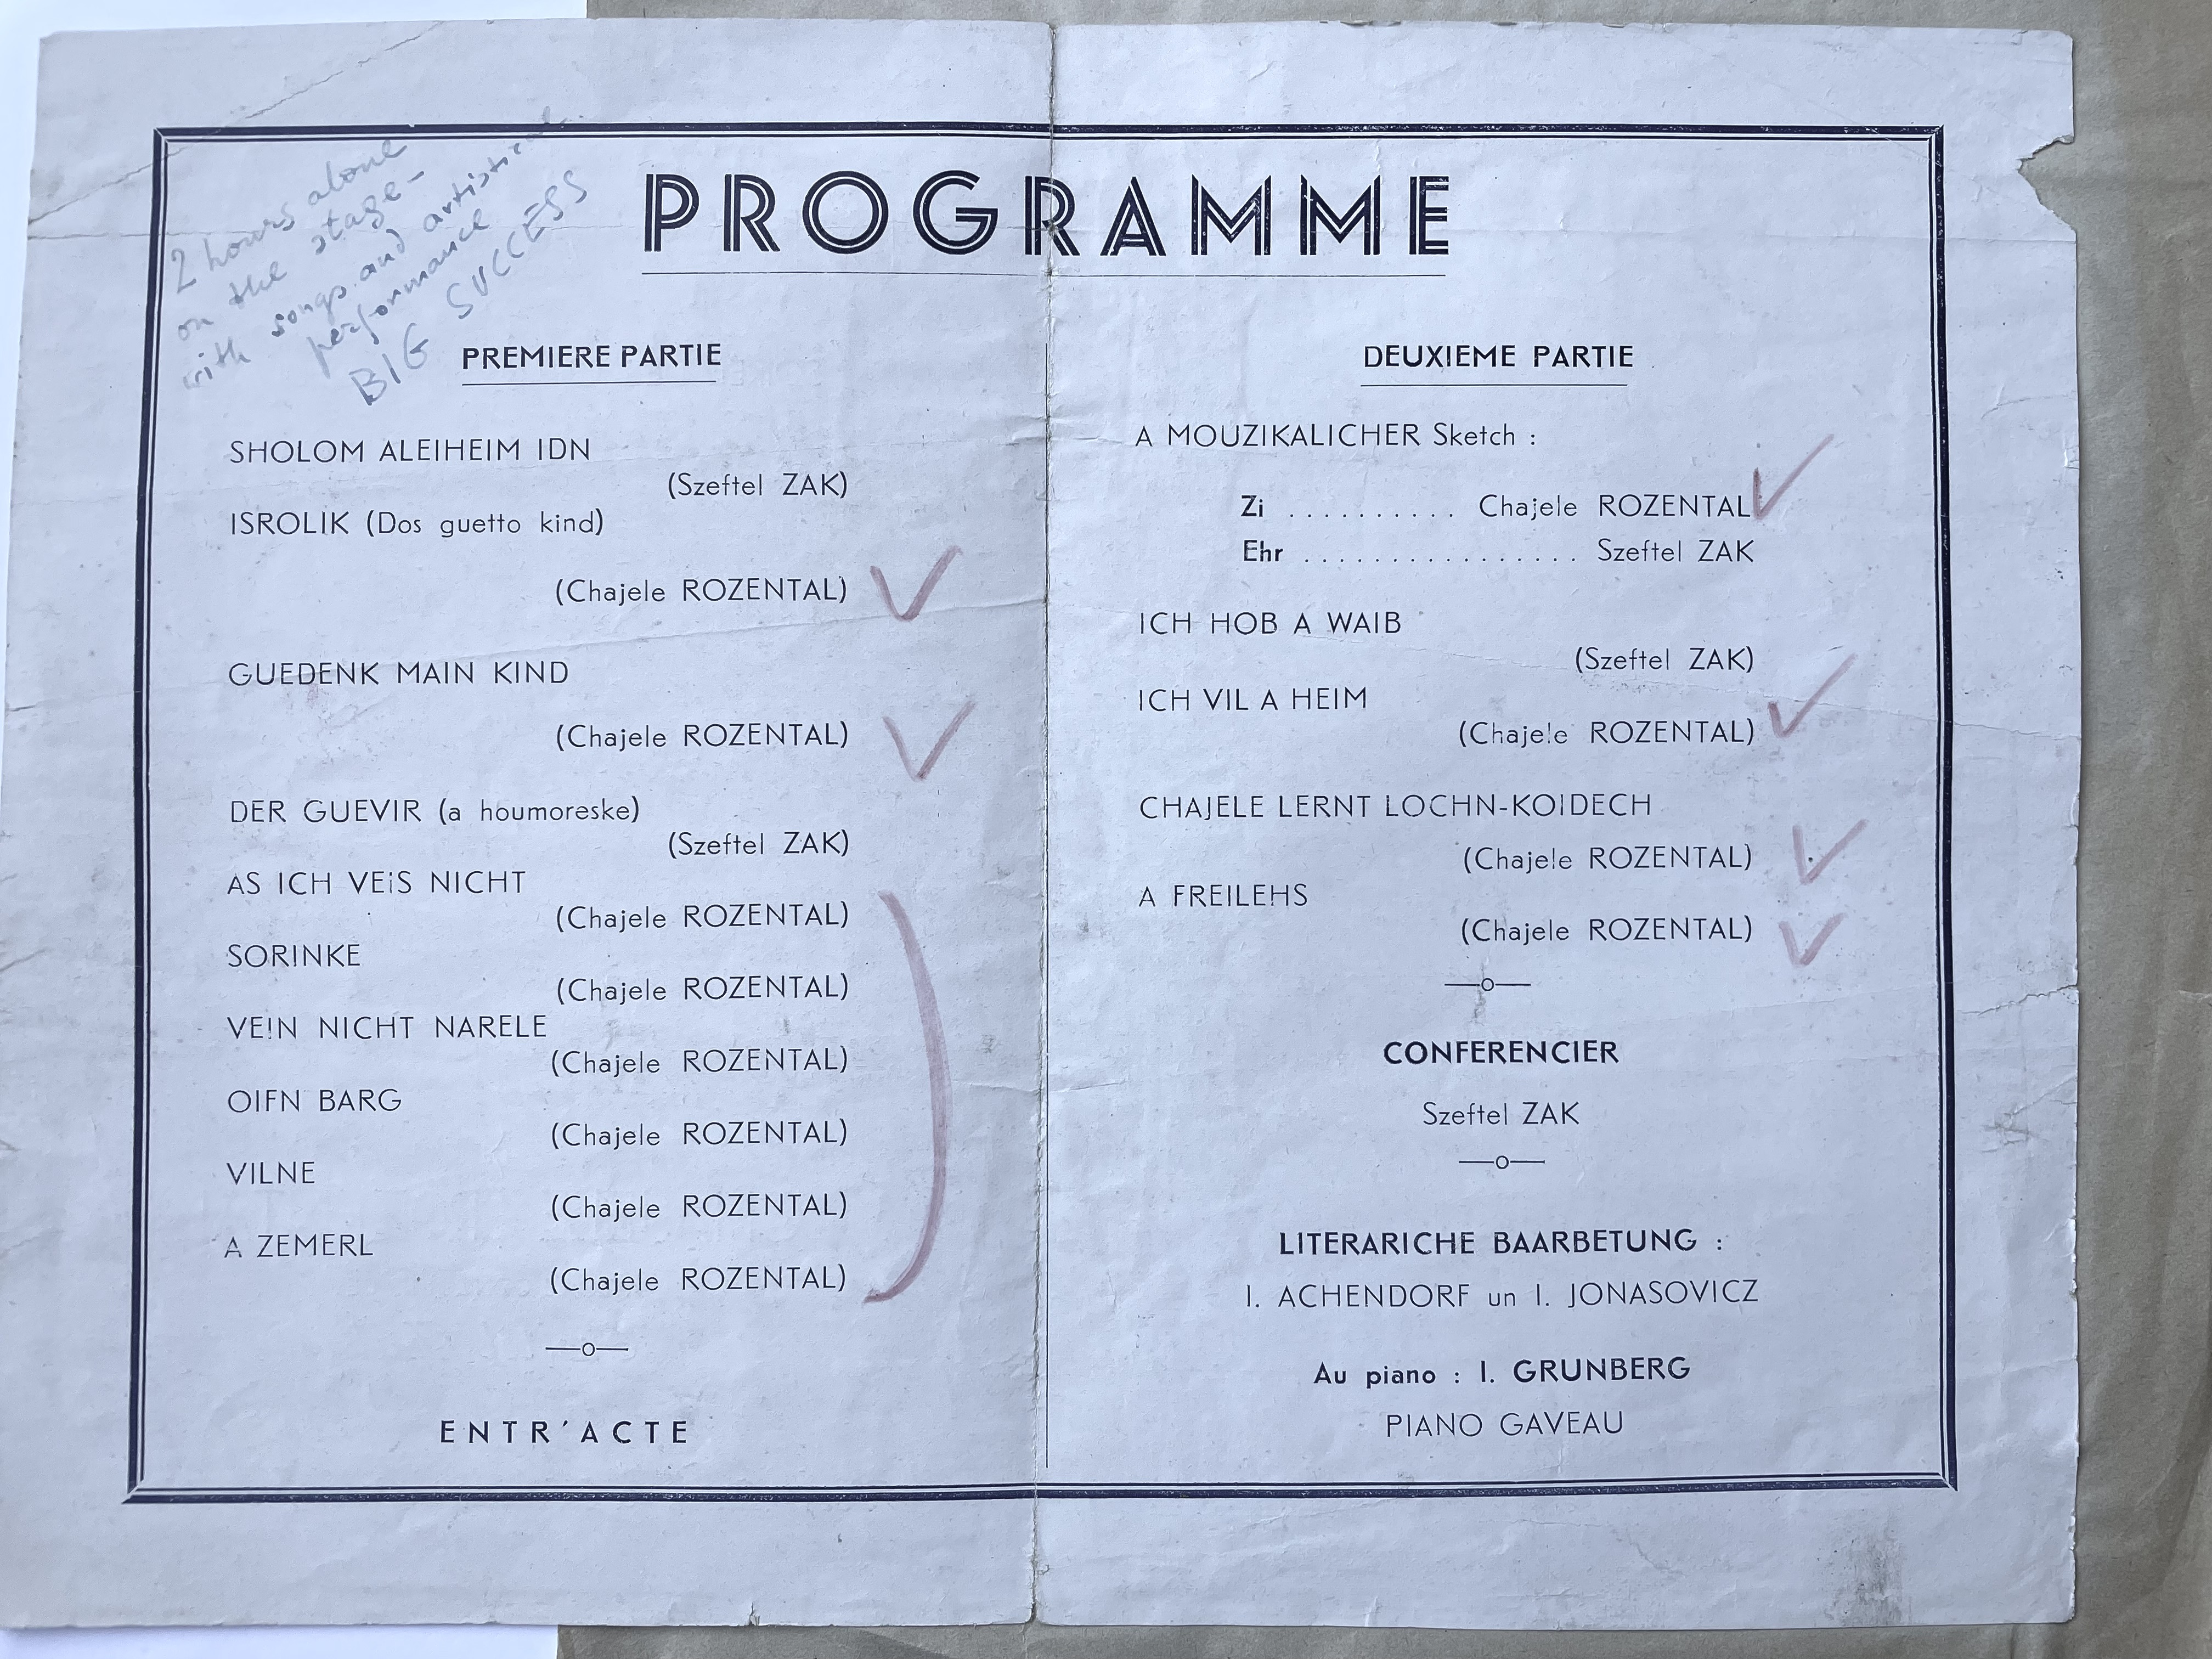 2 hours alone
on the stage -
with songs and artistical
performance
BIG SUCCESS
PROGRAMME
PREMIERE PARTIE
SHOLOM ALEIHEIM IDN
(Szeftel ZAK)
ISROLIK (Dos guetto kind)
(Chajele ROZENTAL)
GUEDENK MAIN KIND
(Chajele ROZENTAL)
DER GUEVIR (a houmoreske)
(Szeftel ZAK)
AS ICH VEIS NICHT
(Chajele ROZENTAL)
SORINKE
(Chajele ROZENTAL)
VEIN NICHT NARELE
(Chajele ROZENTAL)
OIFN BARG
(Chajele ROZENTAL)
VILNE
(Chajele ROZENTAL)
A ZEMERL
(Chajele ROZENTAL)
ENTR'ACTE
DEUXIEME PARTIE
A MOUZIKALICHER Sketch :
Zi .......... Chajele ROZENTAL
Ehr ................ Szeftel ZAK
ICH HOB A WAIB
(Szeftel ZAK)
ICH VIL A HEIM
(Chajele ROZENTAL)
CHAJELE LERNT LOCHN-KOIDECH
(Chajele ROZENTAL)
A FREILEHS
(Chajele ROZENTAL)
CONFERENCIER
Szeftel ZAK
LITERARICHE BAARBETUNG :
I. ACHENDORF un I. JONASOVICZ
Au piano : I. GRUNBERG
PIANO GAVEAU